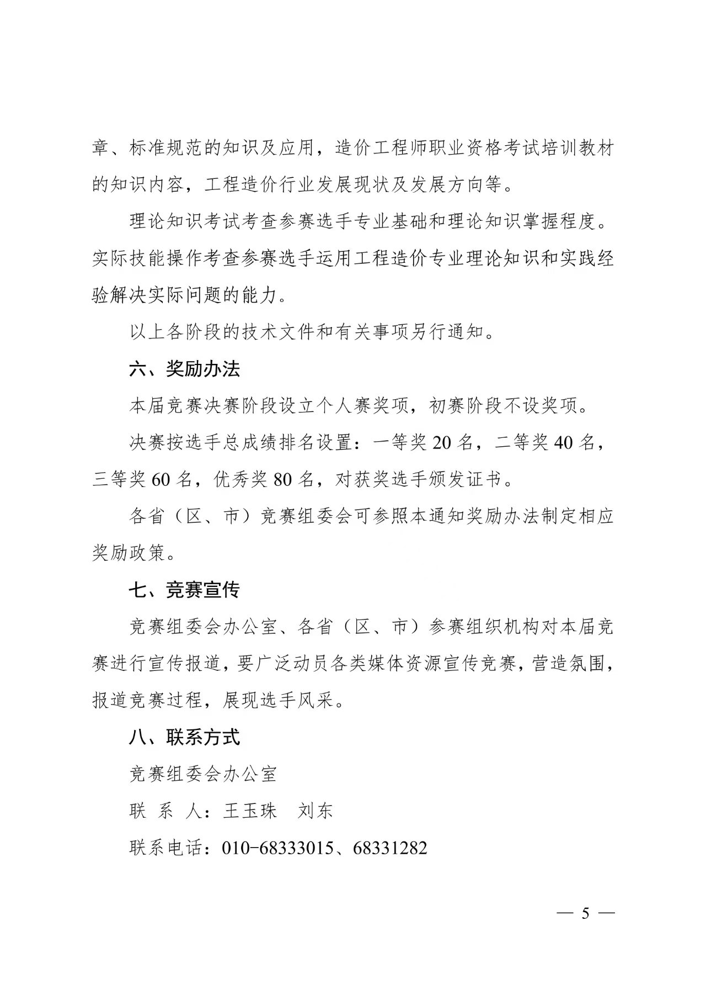 章、标准规范的知识及应用，造价工程师职业资格考试培训教材
的知识内容，工程造价行业发展现状及发展方向等。
理论知识考试考查参赛选手专业基础和理论知识掌握程度。
实际技能操作考查参赛选手运用工程造价专业理论知识和实践经
验解决实际问题的能力。
以上各阶段的技术文件和有关事项另行通知。
六、奖励办法
本届竞赛决赛阶段设立个人赛奖项，初赛阶段不设奖项。
决赛按选手总成绩排名设置：一等奖 20 名，二等奖 40 名，
三等奖 60 名，优秀奖 80 名，对获奖选手颁发证书。
各省（区、市）竞赛组委会可参照本通知奖励办法制定相应
奖励政策。
七、竞赛宣传
竞赛组委会办公室、各省（区、市）参赛组织机构对本届竞
赛进行宣传报道，要广泛动员各类媒体资源宣传竞赛，营造氛围，
报道竞赛过程，展现选手风采。
八、联系方式
竞赛组委会办公室
联 系 人：王玉珠　刘东
联系电话：010-68333015、68331282
— 5 —